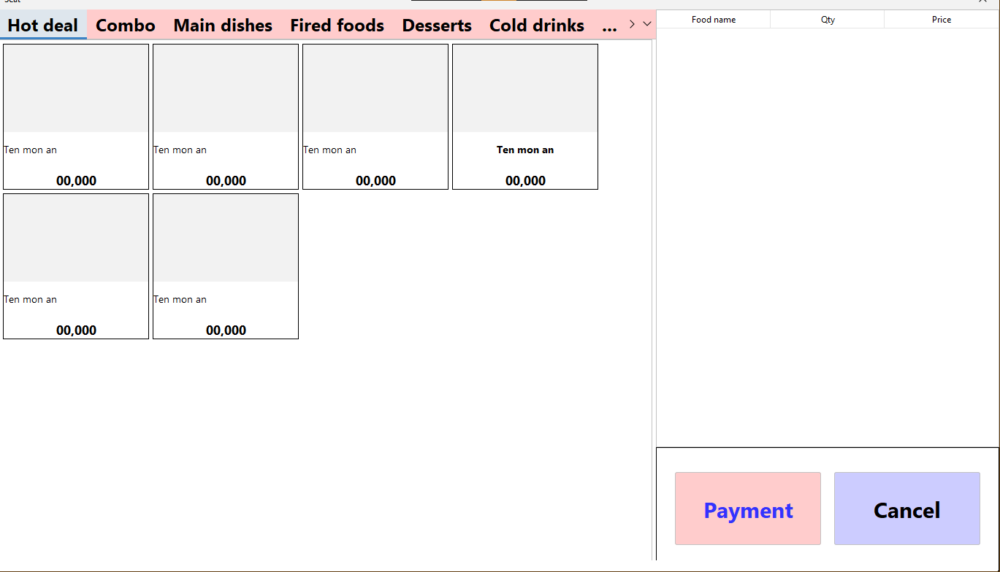 Seat
Hot deal Combo Main dishes Fired foods Desserts Cold drinks ...
Food name Qty Price
Ten mon an Ten mon an Ten mon an Ten mon an
00,000 00,000 00,000 00,000
Ten mon an Ten mon an
00,000 00,000
Payment Cancel